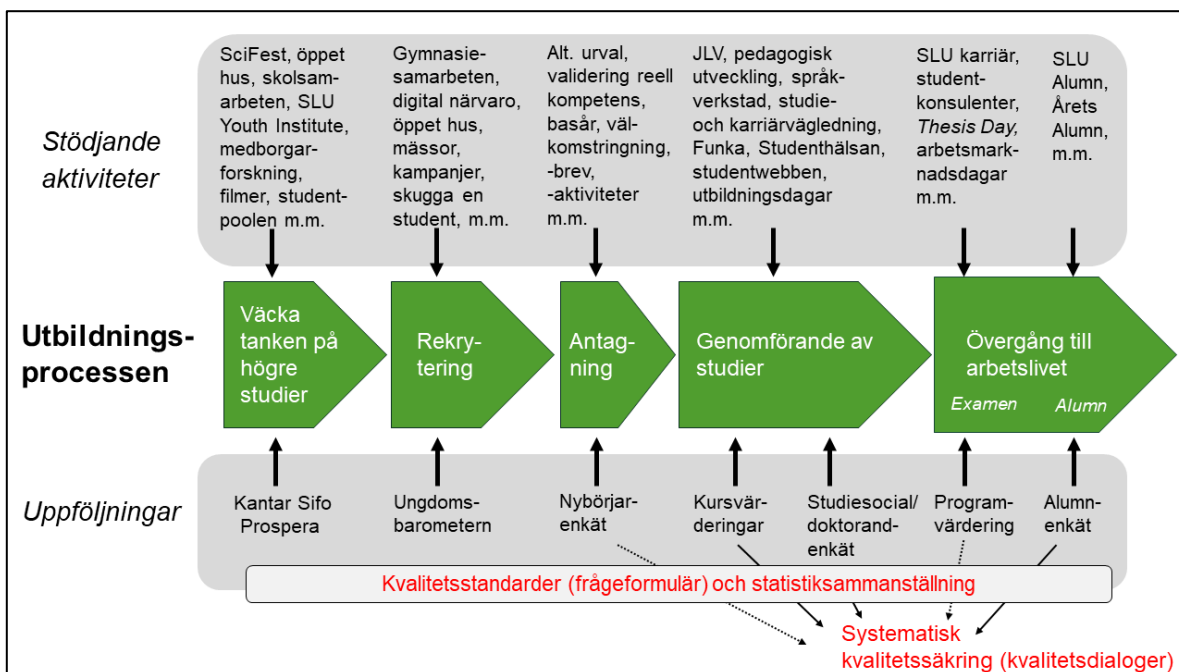 Stödjande
aktiviteter
SciFest, öppet
hus, skolsam-
arbeten, SLU
Youth Institute,
medborgar-
forskning,
filmer, student-
poolen m.m.
Gymnasie-
samarbeten,
digital närvaro,
öppet hus,
mässor,
kampanjer,
skugga en
student, m.m.
Alt. urval,
validering reell
kompetens,
basår, väl-
komstringning,
-brev,
-aktiviteter
m.m.
JLV, pedagogisk
utveckling, språk-
verkstad, studie-
och karriärvägledning,
Funka, Studenthälsan,
studentwebben,
utbildningsdagar
m.m.
SLU karriär,
student-
konsulenter,
Thesis Day,
arbetsmark-
nadsdagar
m.m.
SLU
Alumn,
Årets
Alumn,
m.m.
Utbildnings-
processen
Väcka
tanken på
högre
studier
Rekry-
tering
Antag-
ning
Genomförande av
studier
Övergång till
arbetslivet
Examen
Alumn
Uppföljningar
Kantar Sifo
Prospera
Ungdoms-
barometern
Nybörjar-
enkät
Kursvär-
deringar
Studiesocial/
doktorand-
enkät
Program-
värdering
Alumn-
enkät
Kvalitetsstandarder (frågeformulär) och statistiksammanställning
Systematisk
kvalitetssäkring (kvalitetsdialoger)